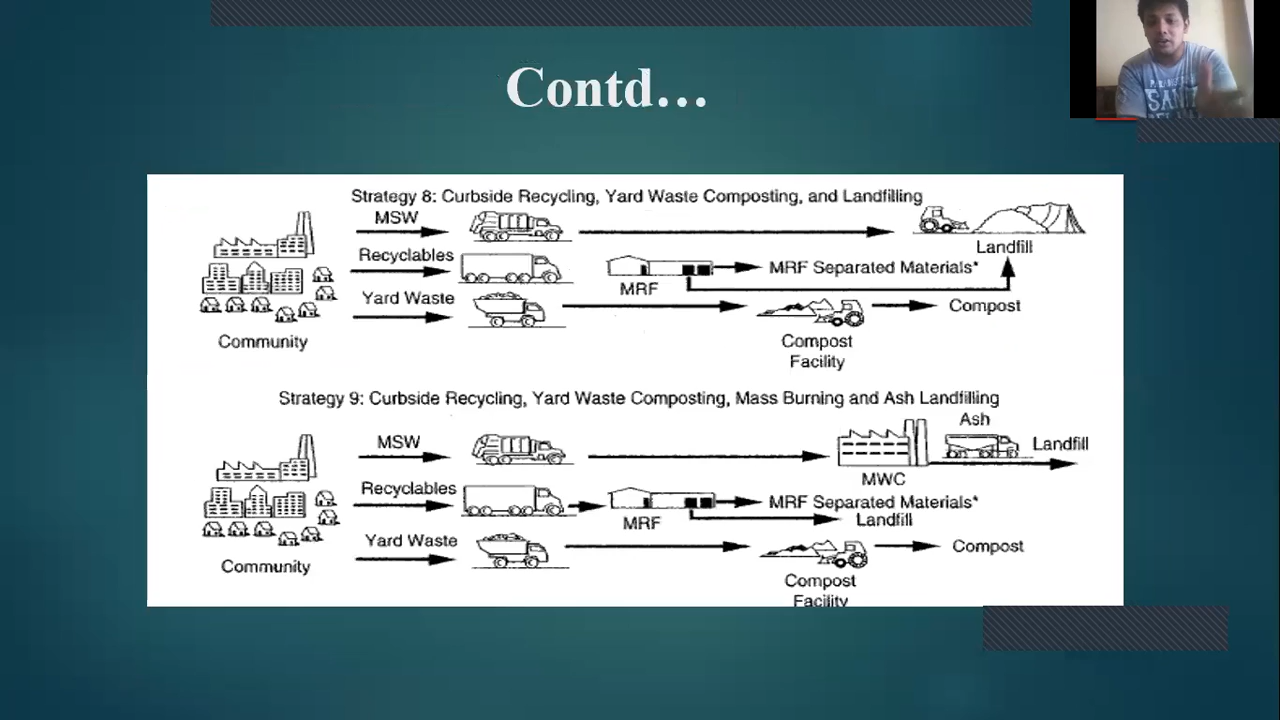 Contd…
Strategy 8: Curbside Recycling, Yard Waste Composting, and Landfilling
MSW
Landfill
Recyclables
MRF Separated Materials*
MRF
Yard Waste
Compost
Community
Compost
Facility
Strategy 9: Curbside Recycling, Yard Waste Composting, Mass Burning and Ash Landfilling
Ash
MSW
Landfill
MWC
Recyclables
MRF Separated Materials*
MRF
Landfill
Yard Waste
Compost
Community
Compost
Facility